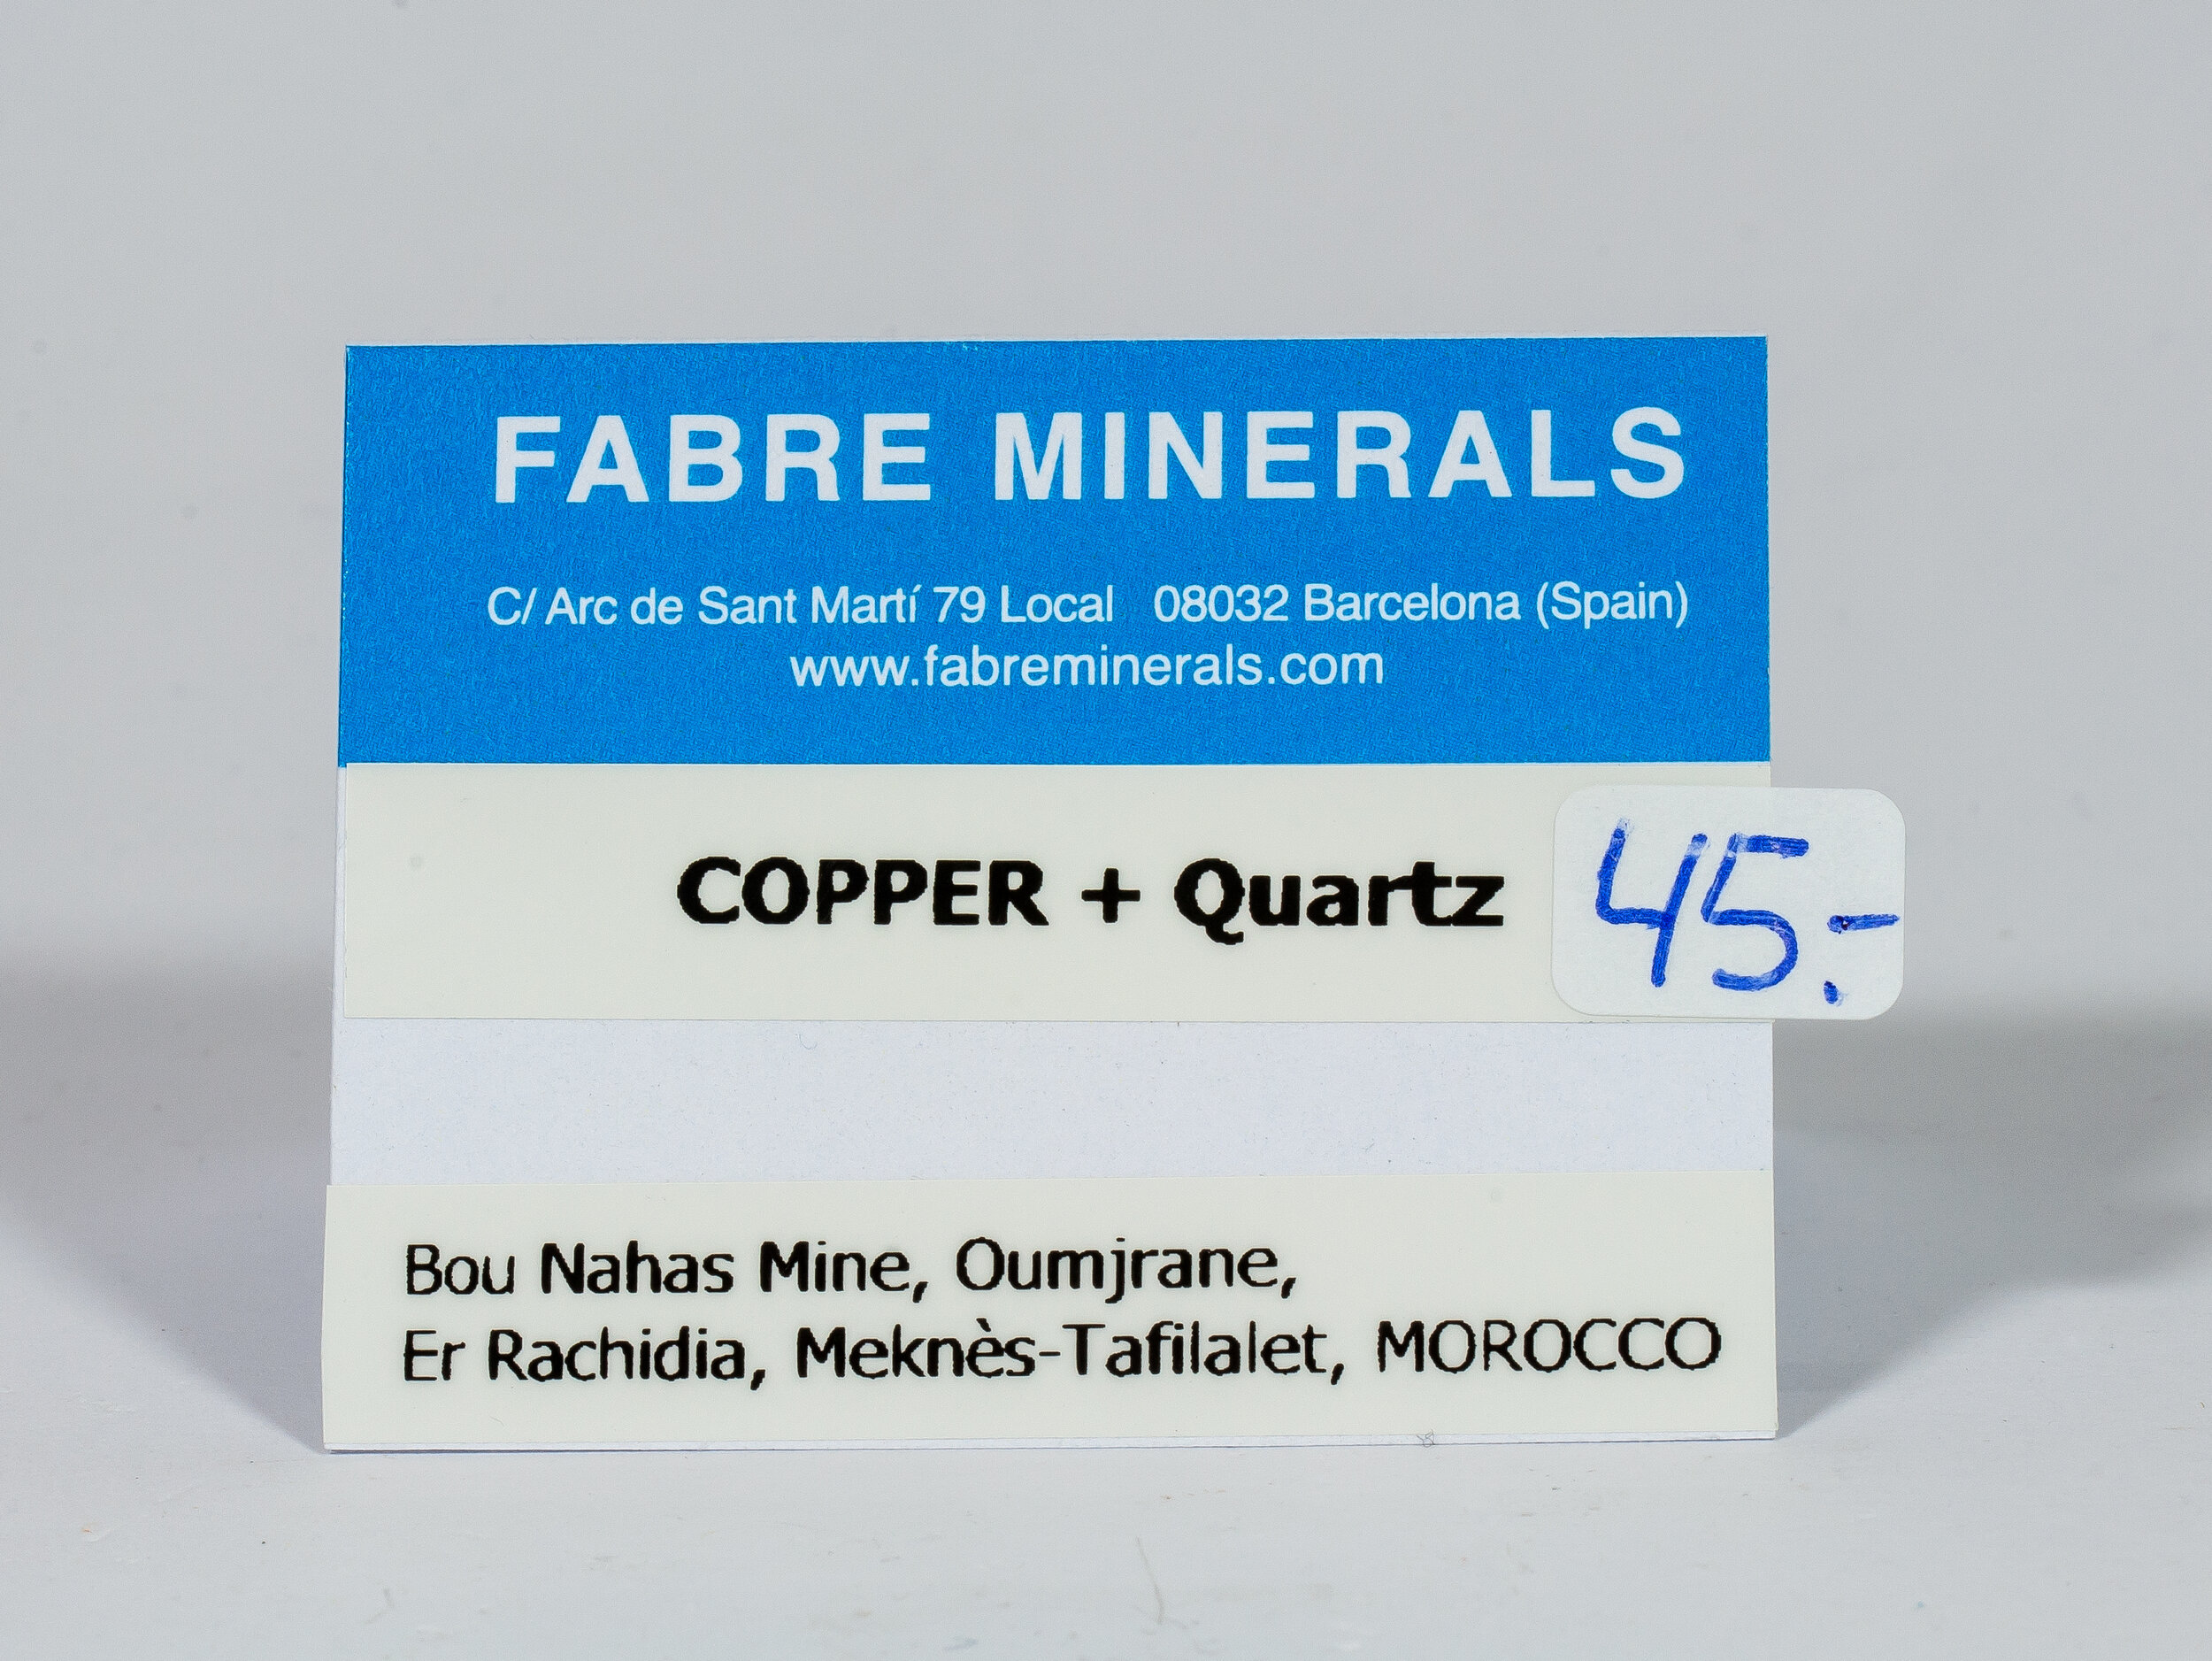 FABRE MINERALS
C/ Arc de Sant Martí 79 Local 08032 Barcelona (Spain)
www.fabreminerals.com
COPPER + Quartz
45.-
Bou Nahas Mine, Oumjrane,
Er Rachidia, Meknès-Tafilalet, MOROCCO